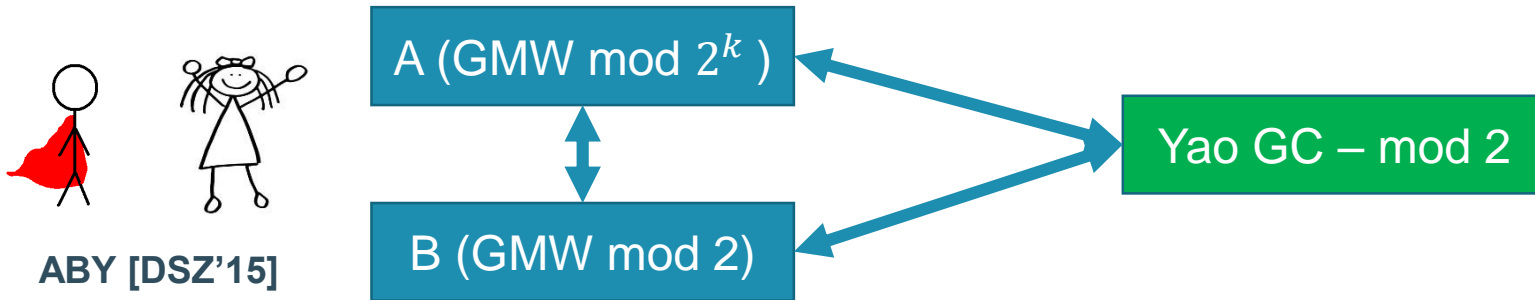 A (GMW mod 2^k )
Yao GC – mod 2
B (GMW mod 2)
ABY [DSZ'15]